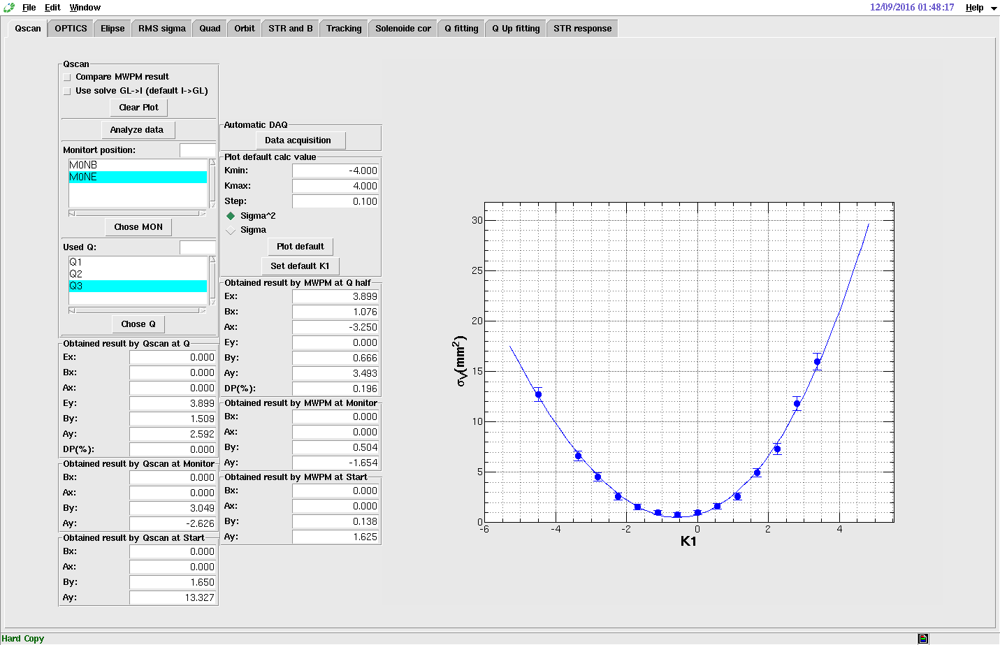 File Edit Window 12/09/2016 01:48:17 Help
Qscan OPTICS Elipse RMS sigma Quad Orbit STR and B Tracking Solenoide cor Q fitting Q Up fitting STR response
Qscan
Compare MWPM result
Use solve GL->I (default I->GL)
Clear Plot
Analyze data
Monitort position:
M0NB
M0NE
Chose MON
Used Q:
Q1
Q2
Q3
Chose Q
Obtained result by Qscan at Q
Ex: 0.000
Bx: 0.000
Ax: 0.000
Ey: 3.899
By: 1.509
Ay: 2.592
DP(%): 0.000
Obtained result by Qscan at Monitor
Bx: 0.000
Ax: 0.000
By: 3.049
Ay: -2.626
Obtained result by Qscan at Start
Bx: 0.000
Ax: 0.000
By: 1.650
Ay: 13.327
Automatic DAQ
Data acquisition
Plot default calc value
Kmin: -4.000
Kmax: 4.000
Step: 0.100
Sigma^2
Sigma
Plot default
Set default K1
Obtained result by MWPM at Q half
Ex: 3.899
Bx: 1.076
Ax: -3.250
Ey: 0.000
By: 0.666
Ay: 3.493
DP(%): 0.196
Obtained result by MWPM at Monitor
Bx: 0.000
Ax: 0.000
By: 0.504
Ay: -1.654
Obtained result by MWPM at Start
Bx: 0.000
Ax: 0.000
By: 0.138
Ay: 1.625
30
25
20
15
10
5
0
σV(mm²)
-6 -4 -2 0 2 4
K1
Hard Copy